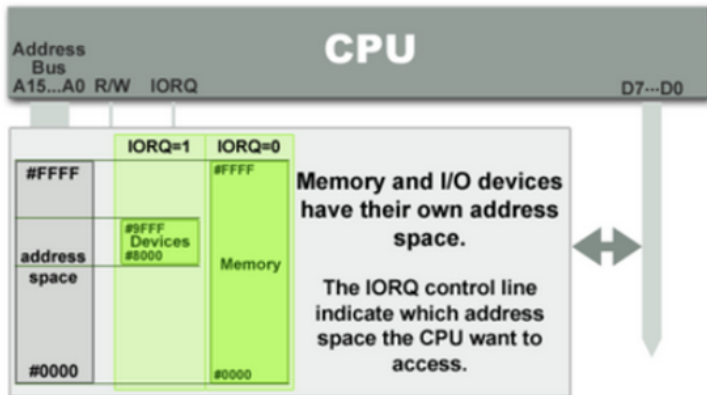 CPU
Address
Bus
A15...A0 R/W IORQ
D7...D0
IORQ=1 IORQ=0
#FFFF
address
space
#0000
#9FFF
Devices
#8000
#FFFF
Memory
#0000
Memory and I/O devices
have their own address
space.
The IORQ control line
indicate which address
space the CPU want to
access.